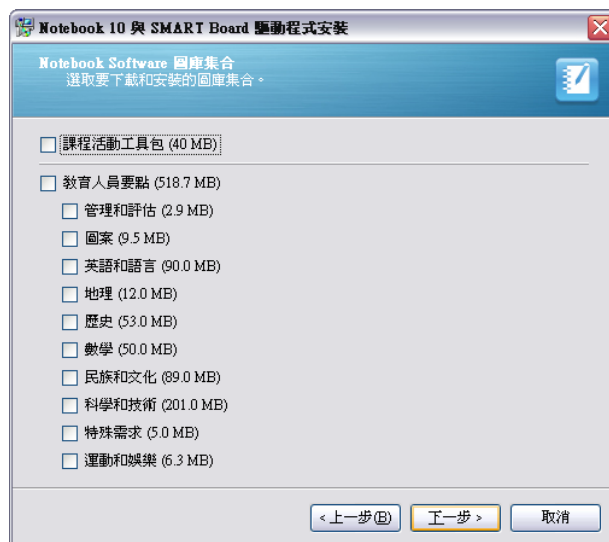 Notebook 10 與 SMART Board 驅動程式安裝
Notebook Software 圖庫集合
選取要下載和安裝的圖庫集合。
課程活動工具包 (40 MB)
教育人員要點 (518.7 MB)
管理和評估 (2.9 MB)
圖案 (9.5 MB)
英語和語言 (90.0 MB)
地理 (12.0 MB)
歷史 (53.0 MB)
數學 (50.0 MB)
民族和文化 (89.0 MB)
科學和技術 (201.0 MB)
特殊需求 (5.0 MB)
運動和娛樂 (6.3 MB)
<上一步(B) 下一步> 取消